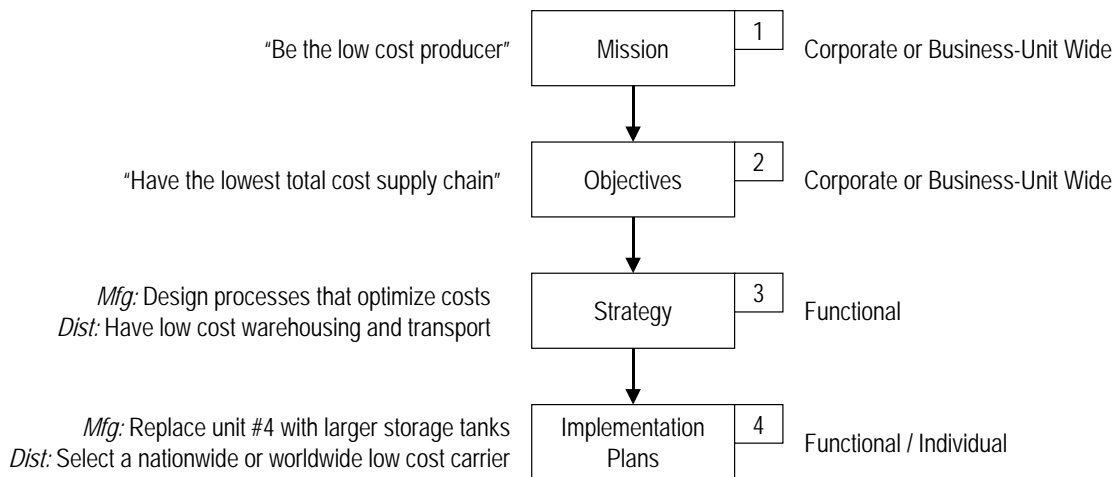 "Be the low cost producer"
Mission
1
Corporate or Business-Unit Wide
"Have the lowest total cost supply chain"
Objectives
2
Corporate or Business-Unit Wide
Mfg: Design processes that optimize costs
Dist: Have low cost warehousing and transport
Strategy
3
Functional
Mfg: Replace unit #4 with larger storage tanks
Dist: Select a nationwide or worldwide low cost carrier
Implementation
Plans
4
Functional / Individual